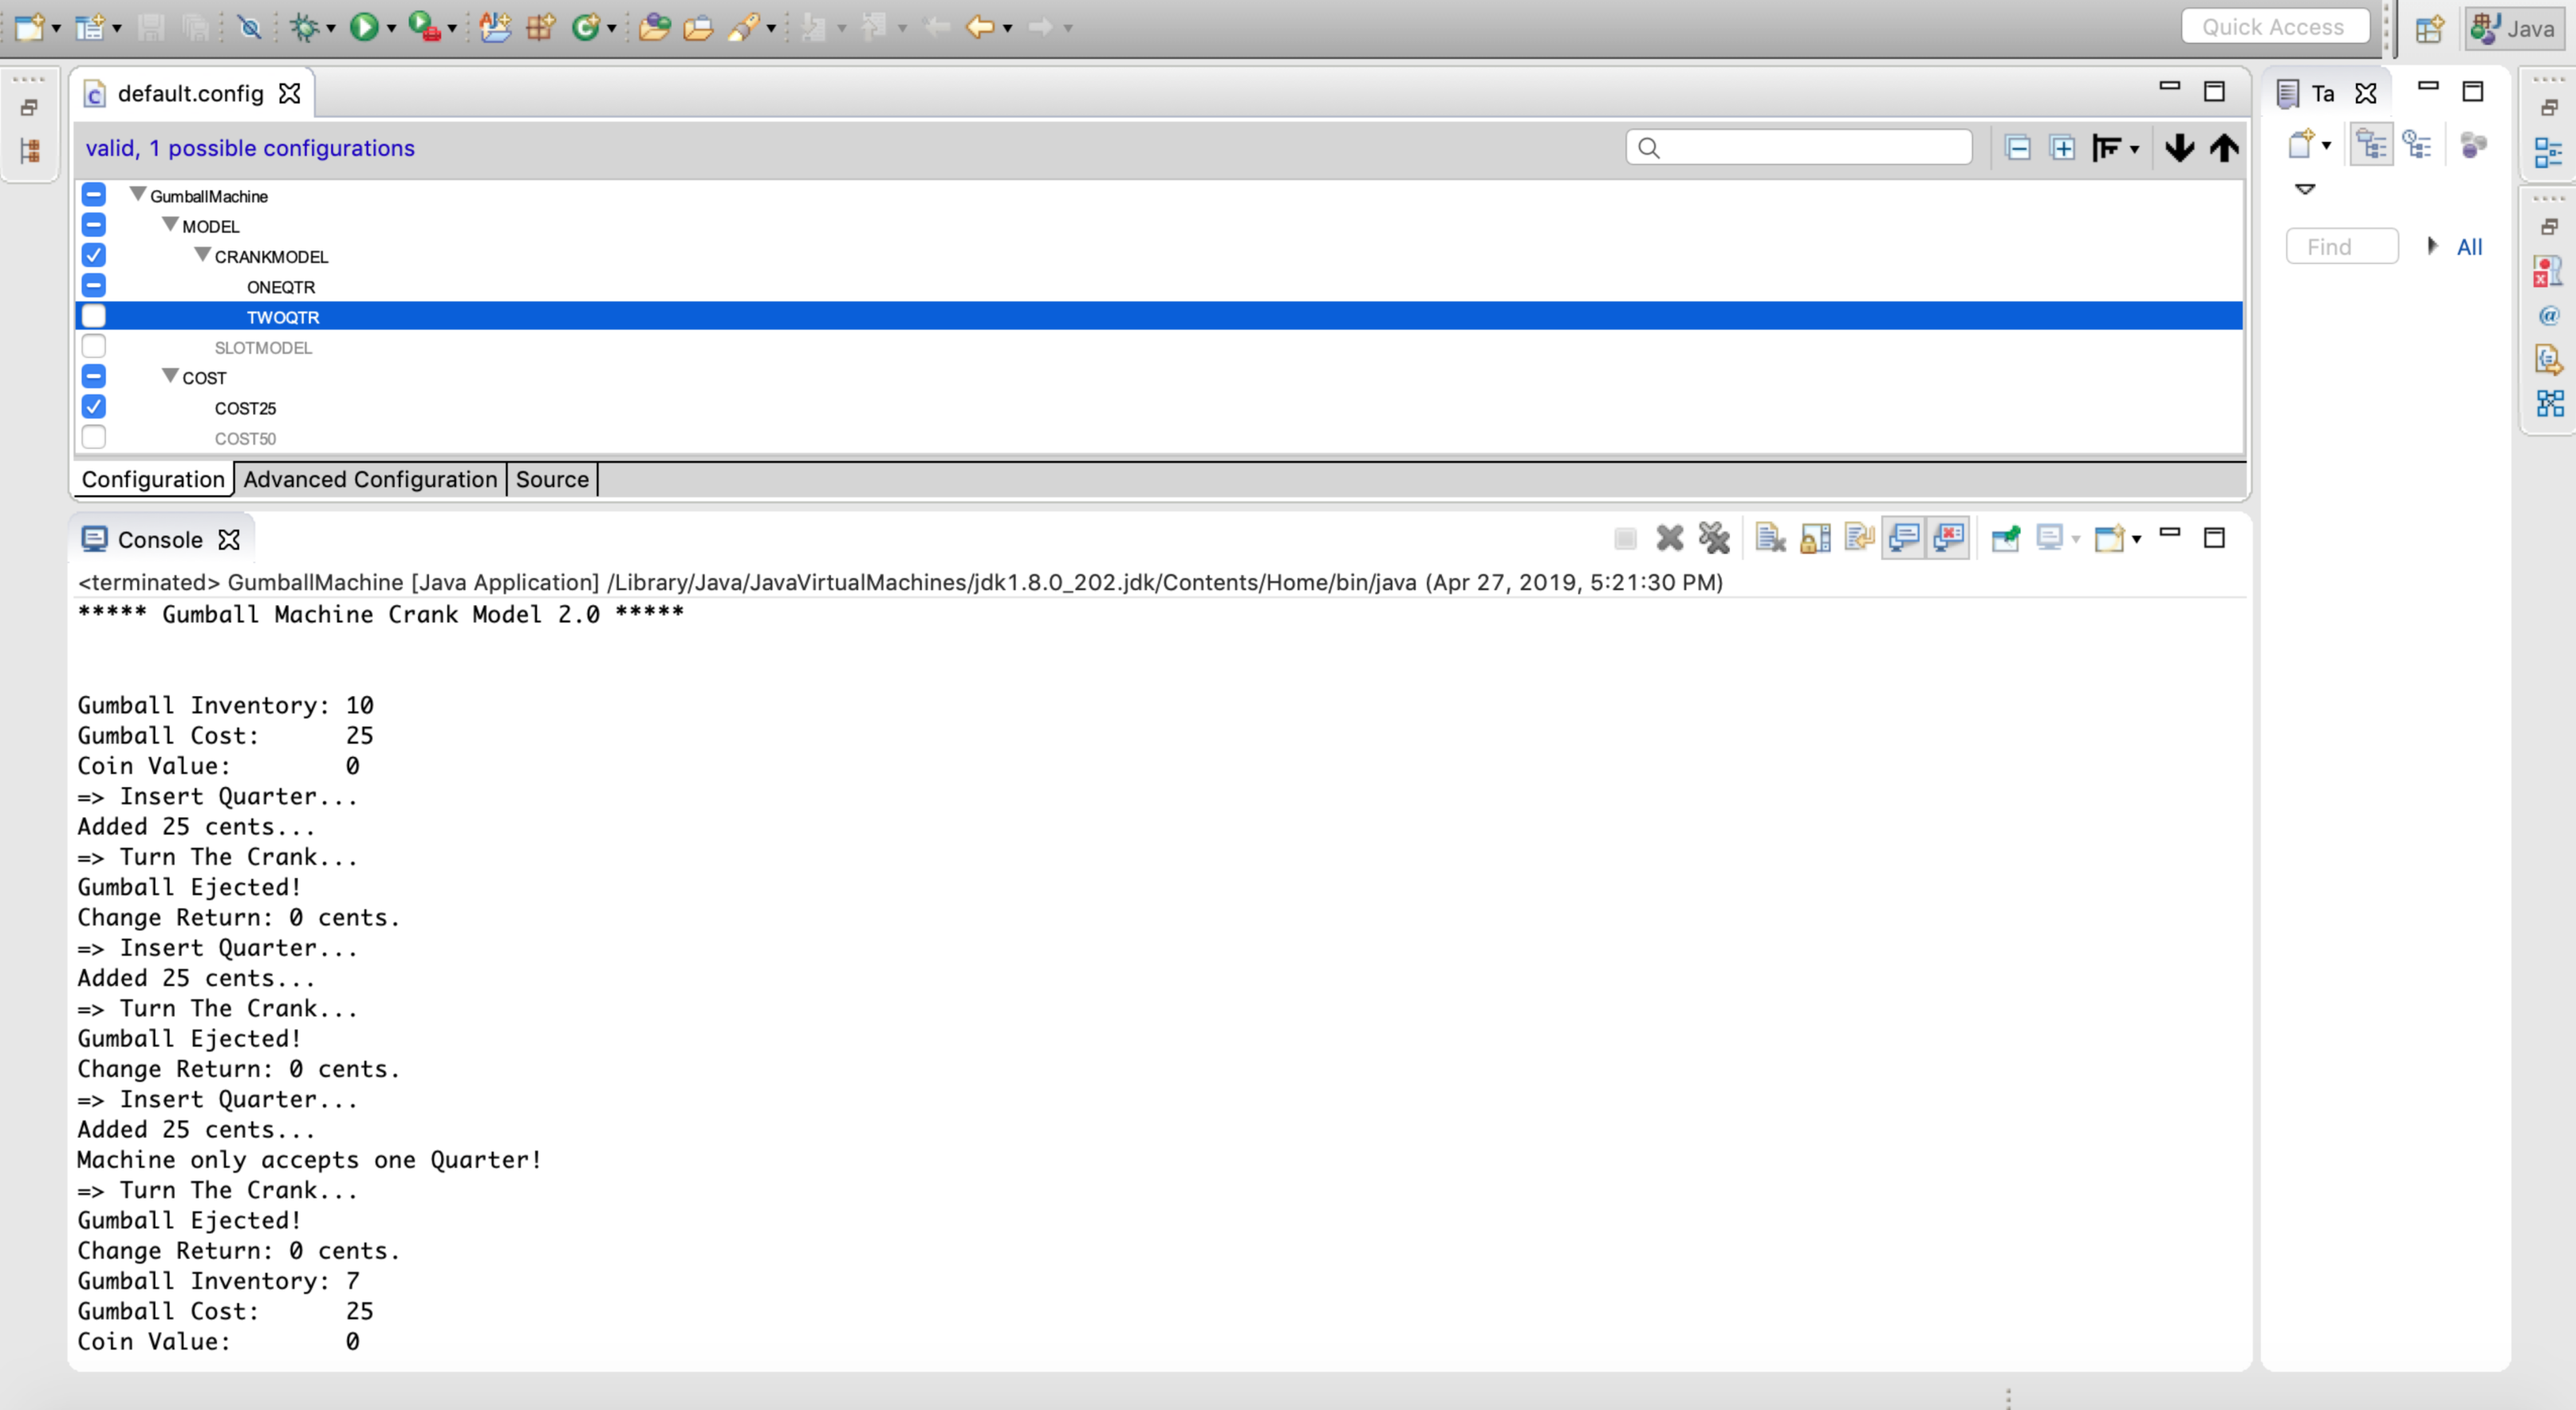 Quick Access
Java
default.config
Ta
valid, 1 possible configurations
GumballMachine
MODEL
CRANKMODEL
ONEQTR
TWOQTR
SLOTMODEL
COST
COST25
COST50
Find
All
Configuration
Advanced Configuration
Source
Console
<terminated> GumballMachine [Java Application] /Library/Java/JavaVirtualMachines/jdk1.8.0_202.jdk/Contents/Home/bin/java (Apr 27, 2019, 5:21:30 PM)
***** Gumball Machine Crank Model 2.0 *****
Gumball Inventory: 10
Gumball Cost: 25
Coin Value: 0
=> Insert Quarter...
Added 25 cents...
=> Turn The Crank...
Gumball Ejected!
Change Return: 0 cents.
=> Insert Quarter...
Added 25 cents...
=> Turn The Crank...
Gumball Ejected!
Change Return: 0 cents.
=> Insert Quarter...
Added 25 cents...
Machine only accepts one Quarter!
=> Turn The Crank...
Gumball Ejected!
Change Return: 0 cents.
Gumball Inventory: 7
Gumball Cost: 25
Coin Value: 0